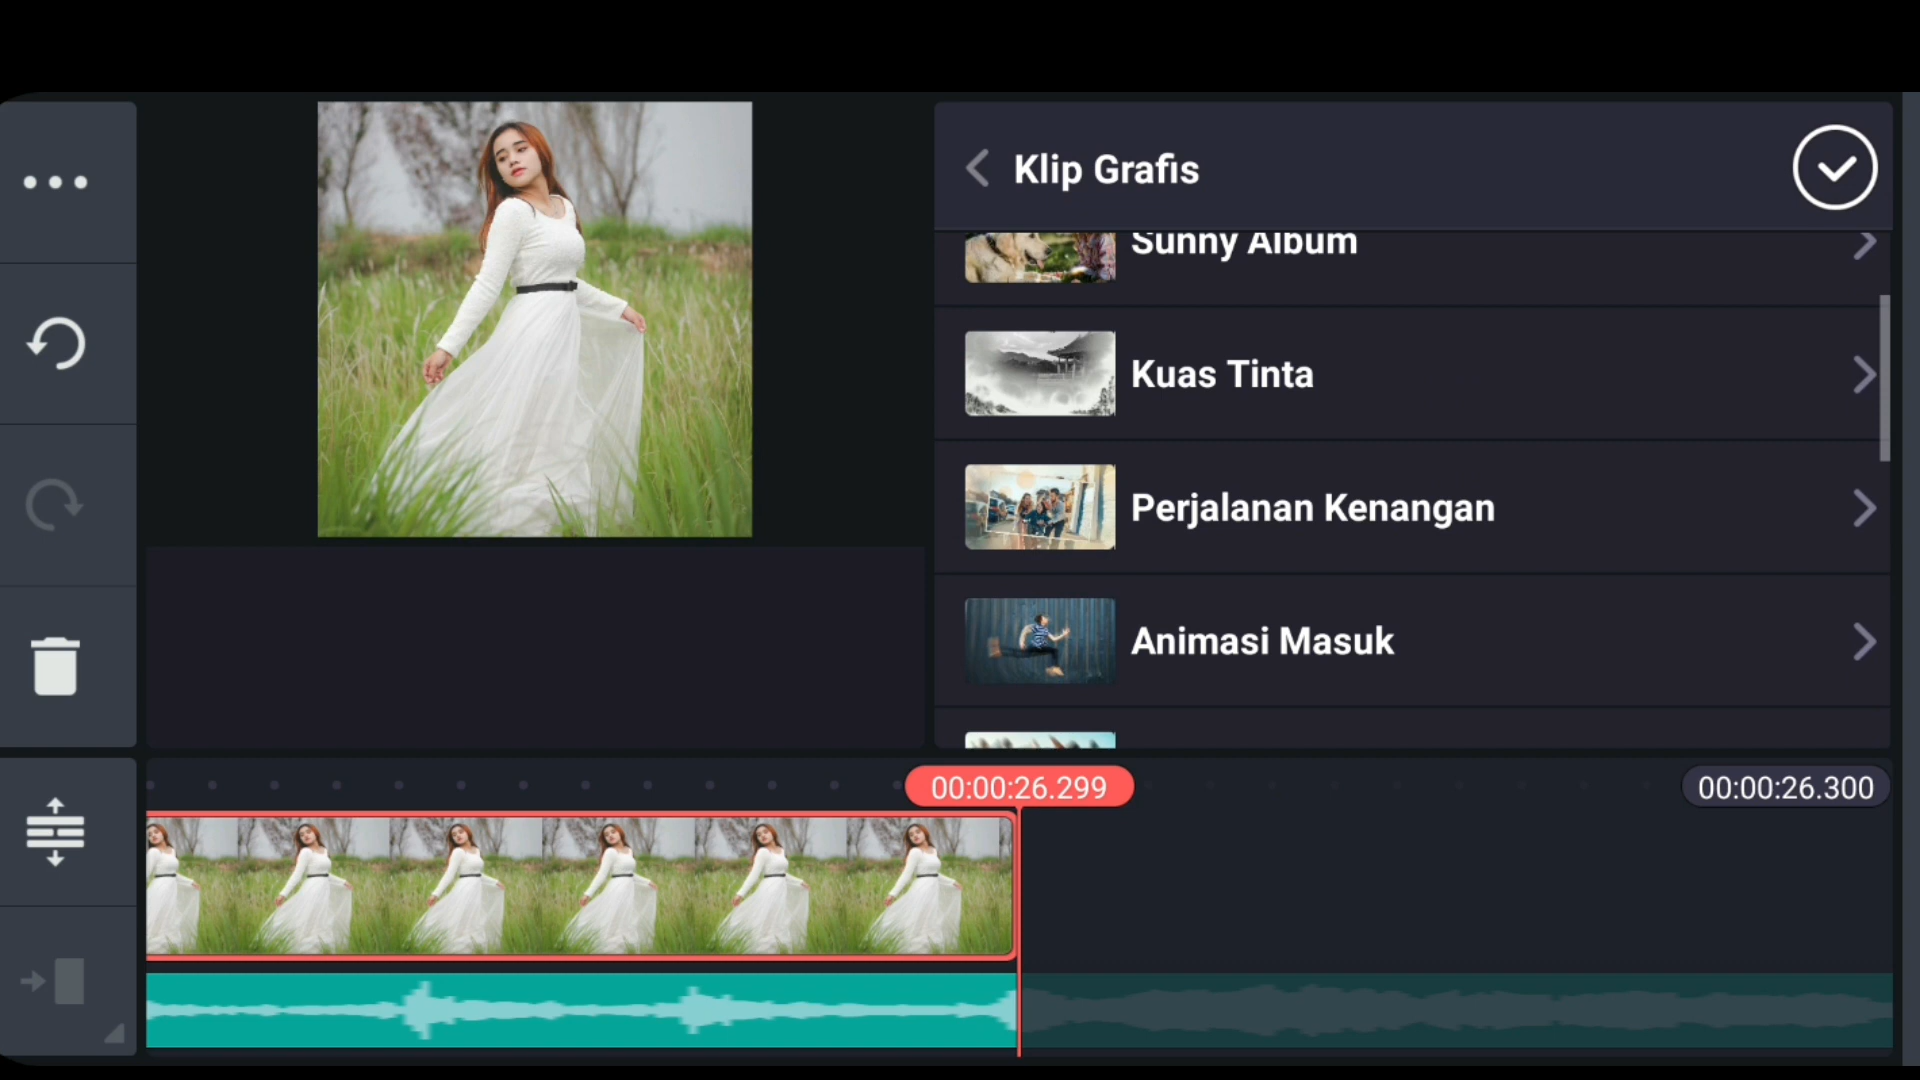 Klip Grafis
Sunny Album
Kuas Tinta
Perjalanan Kenangan
Animasi Masuk
00:00:26.299
00:00:26.300